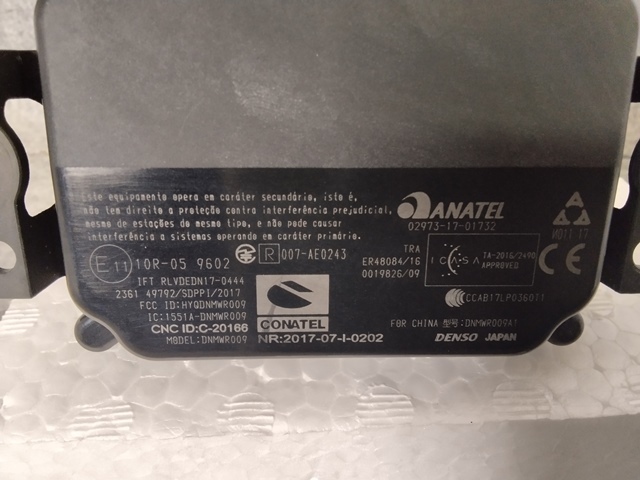 Este equipamento opera em caráter secundário, isto é,
não tem direito a proteção contra interferência prejudicial,
mesmo de estações do mesmo tipo, e não pode causar
interferência a sistemas operando em caráter primário.
ANATEL
02973-17-01732
E11 10R-05 9602
R 007-AE0243
TRA
ER48084/16
0019826/09
ICASA
TA-2016/2490
APPROVED
IFT RLVDEDN17-0444
2361 49792/SDPPI/2017
FCC ID:HYQDNMWR009
IC:1551A-DNMWR009
CNC ID:C-20166
MODEL:DNMWR009
CONATEL
NR:2017-07-I-0202
CCAB17LP0360T1
FOR CHINA 型号:DNMWR009A1
DENSO JAPAN